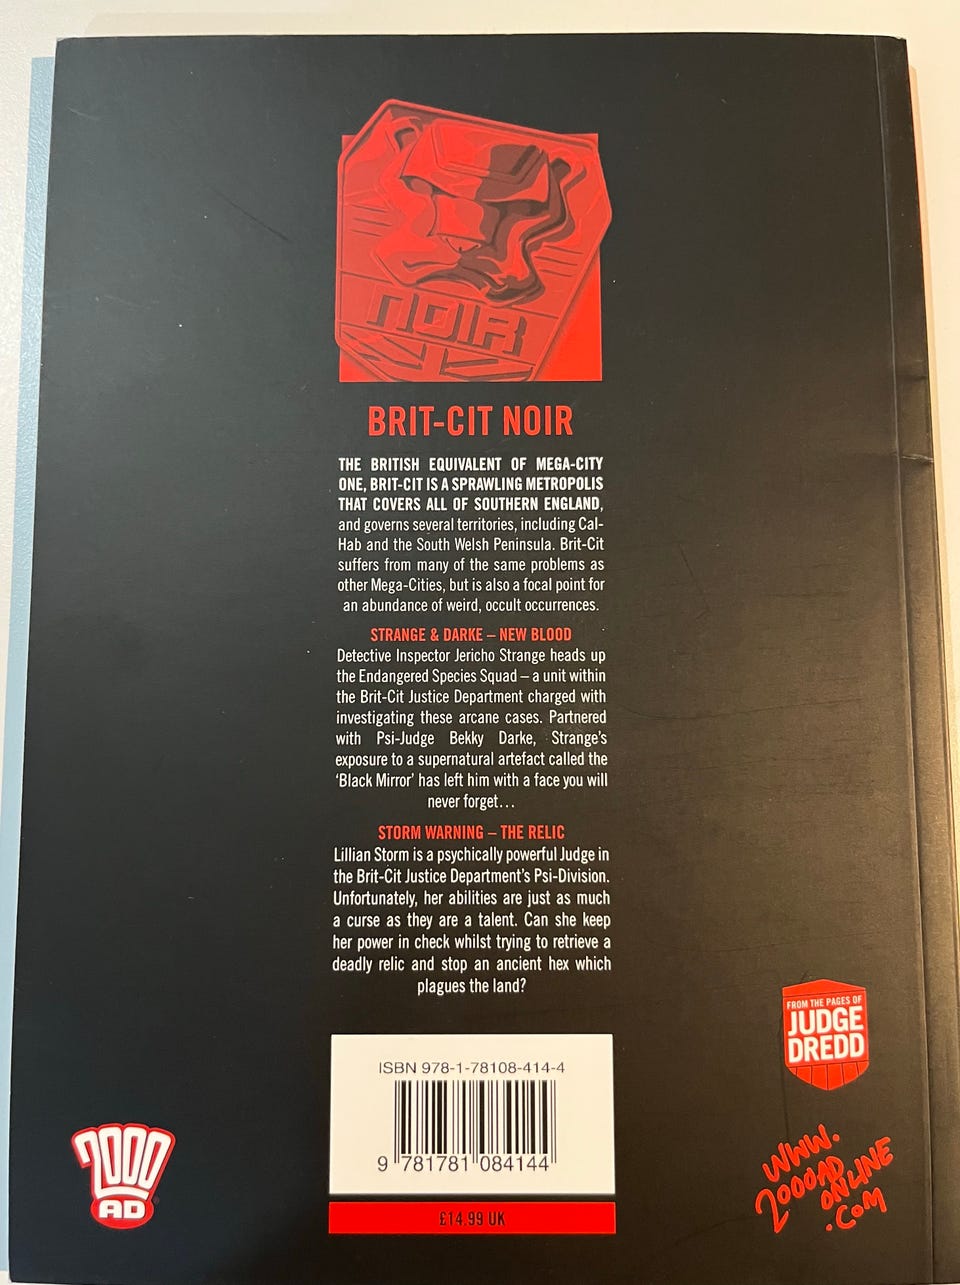 NOIR
BRIT-CIT NOIR
THE BRITISH EQUIVALENT OF MEGA-CITY
ONE, BRIT-CIT IS A SPRAWLING METROPOLIS
THAT COVERS ALL OF SOUTHERN ENGLAND,
and governs several territories, including Cal-
Hab and the South Welsh Peninsula. Brit-Cit
suffers from many of the same problems as
other Mega-Cities, but is also a focal point for
an abundance of weird, occult occurrences.
STRANGE & DARKE – NEW BLOOD
Detective Inspector Jericho Strange heads up
the Endangered Species Squad – a unit within
the Brit-Cit Justice Department charged with
investigating these arcane cases. Partnered
with Psi-Judge Bekky Darke, Strange's
exposure to a supernatural artefact called the
'Black Mirror' has left him with a face you will
never forget...
STORM WARNING – THE RELIC
Lillian Storm is a psychically powerful Judge in
the Brit-Cit Justice Department's Psi-Division.
Unfortunately, her abilities are just as much
a curse as they are a talent. Can she keep
her power in check whilst trying to retrieve a
deadly relic and stop an ancient hex which
plagues the land?
ISBN 978-1-78108-414-4
9 781781 084144
£14.99 UK
2000
AD
FROM THE PAGES OF
JUDGE
DREDD
WWW.
2000AD
ONLINE
.COM